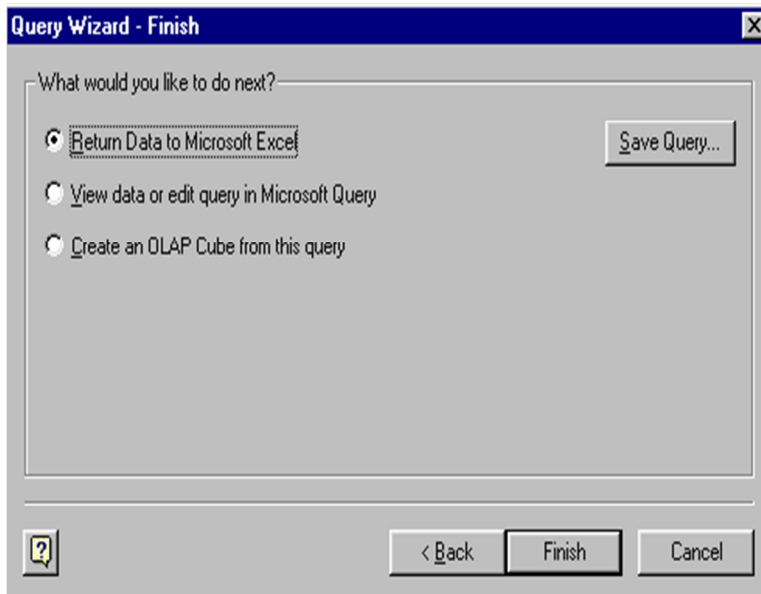 Query Wizard - Finish
What would you like to do next?
Return Data to Microsoft Excel
Save Query...
View data or edit query in Microsoft Query
Create an OLAP Cube from this query
?
< Back
Finish
Cancel